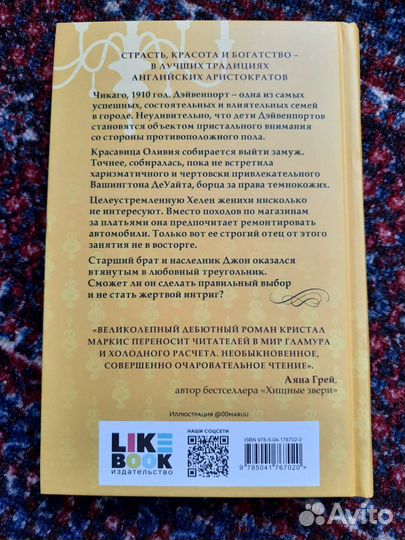 СТРАСТЬ, КРАСОТА И БОГАТСТВО –
В ЛУЧШИХ ТРАДИЦИЯХ
АНГЛИЙСКИХ АРИСТОКРАТОВ
Чикаго, 1910 год. Дэйвенпорт – одна из самых
успешных, состоятельных и влиятельных семей
в городе. Неудивительно, что дети Дэйвенпортов
становятся объектом пристального внимания
со стороны противоположного пола.
Красавица Оливия собирается выйти замуж.
Точнее, собиралась, пока не встретила
харизматичного и чертовски привлекательного
Вашингтона ДеУайта, борца за права темнокожих.
Целеустремленную Хелен женихи нисколько
не интересуют. Вместо походов по магазинам
за платьями она предпочитает ремонтировать
автомобили. Только вот ее строгий отец от этого
занятия не в восторге.
Старший брат и наследник Джон оказался
втянутым в любовный треугольник.
Сможет ли он сделать правильный выбор
и не стать жертвой интриг?
«ВЕЛИКОЛЕПНЫЙ ДЕБЮТНЫЙ РОМАН КРИСТАЛ
МАРКИС ПЕРЕНОСИТ ЧИТАТЕЛЕЙ В МИР ГЛАМУРА
И ХОЛОДНОГО РАСЧЕТА. НЕОБЫКНОВЕННОЕ,
СОВЕРШЕННО ОЧАРОВАТЕЛЬНОЕ ЧТЕНИЕ».
Аяна Грей,
автор бестселлера «Хищные звери»
Иллюстрация @00MARUU
LIKE
BOOK
ИЗДАТЕЛЬСТВО
НАШИ СОЦСЕТИ
ISBN 978-5-04-176702-0
9 785041 767020 >
Avito